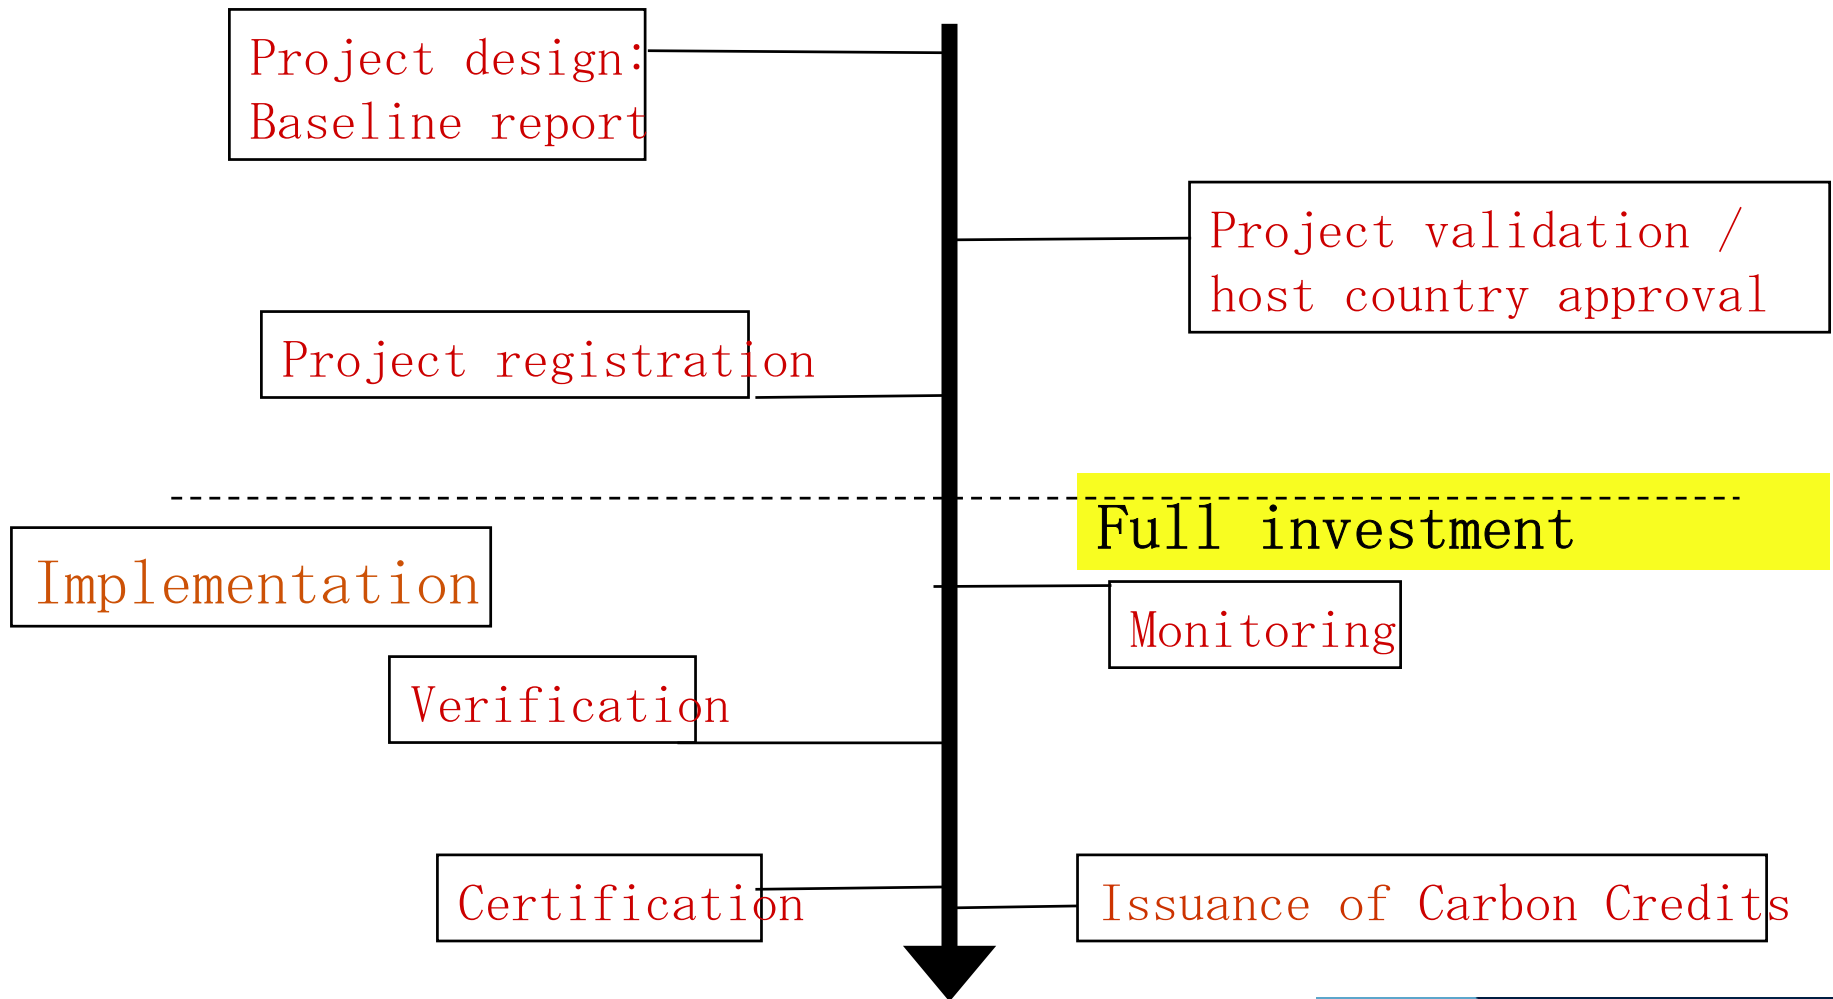 Project design:
Baseline report
Project validation /
host country approval
Project registration
Full investment
Implementation
Monitoring
Verification
Certification
Issuance of Carbon Credits